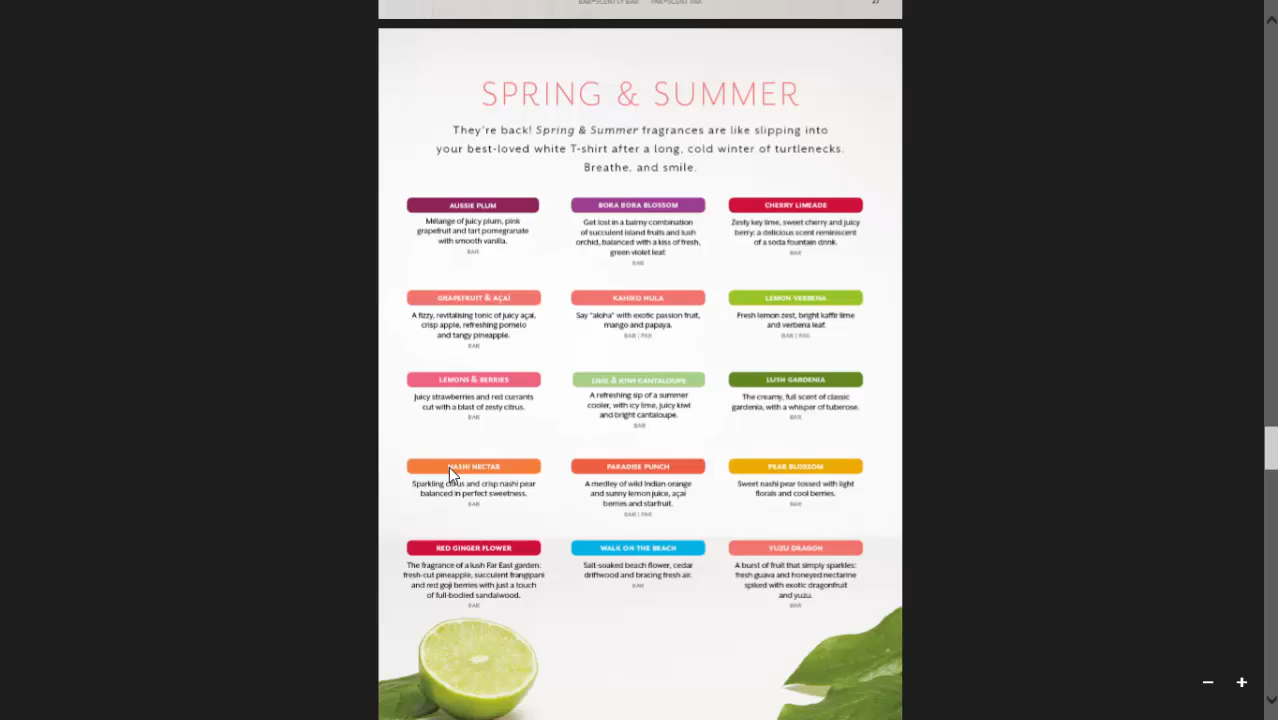 BAR=SCENTSY BAR PAK=SCENT PAK 27
SPRING & SUMMER
They're back! Spring & Summer fragrances are like slipping into
your best-loved white T-shirt after a long, cold winter of turtlenecks.
Breathe, and smile.
AUSSIE PLUM
Mélange of juicy plum, pink
grapefruit and tart pomegranate
with smooth vanilla.
BAR
BORA BORA BLOSSOM
Get lost in a balmy combination
of succulent island fruits and lush
orchid, balanced with a kiss of fresh,
green violet leaf.
BAR
CHERRY LIMEADE
Zesty key lime, sweet cherry and juicy
berry: a delicious scent reminiscent
of a soda fountain drink.
BAR
GRAPEFRUIT & AÇAÍ
A fizzy, revitalising tonic of juicy açai,
crisp apple, refreshing pomelo
and tangy pineapple.
BAR
KAHIKO HULA
Say "aloha" with exotic passion fruit,
mango and papaya.
BAR | PAK
LEMON VERBENA
Fresh lemon zest, bright kaffir lime
and verbena leaf.
BAR | PAK
LEMONS & BERRIES
Juicy strawberries and red currants
cut with a blast of zesty citrus.
BAR
LIME & KIWI CANTALOUPE
A refreshing sip of a summer
cooler, with icy lime, juicy kiwi
and bright cantaloupe.
BAR
LUSH GARDENIA
The creamy, full scent of classic
gardenia, with a whisper of tuberose.
BAR
NASHI NECTAR
Sparkling citrus and crisp nashi pear
balanced in perfect sweetness.
BAR
PARADISE PUNCH
A medley of wild Indian orange
and sunny lemon juice, açai
berries and starfruit.
BAR | PAK
PEAR BLOSSOM
Sweet nashi pear tossed with light
florals and cool berries.
BAR
RED GINGER FLOWER
The fragrance of a lush Far East garden:
fresh-cut pineapple, succulent frangipani
and red goji berries with just a touch
of full-bodied sandalwood.
BAR
WALK ON THE BEACH
Salt-soaked beach flower, cedar
driftwood and bracing fresh air.
BAR
YUZU DRAGON
A burst of fruit that simply sparkles:
fresh guava and honeyed nectarine
spiked with exotic dragonfruit
and yuzu.
BAR